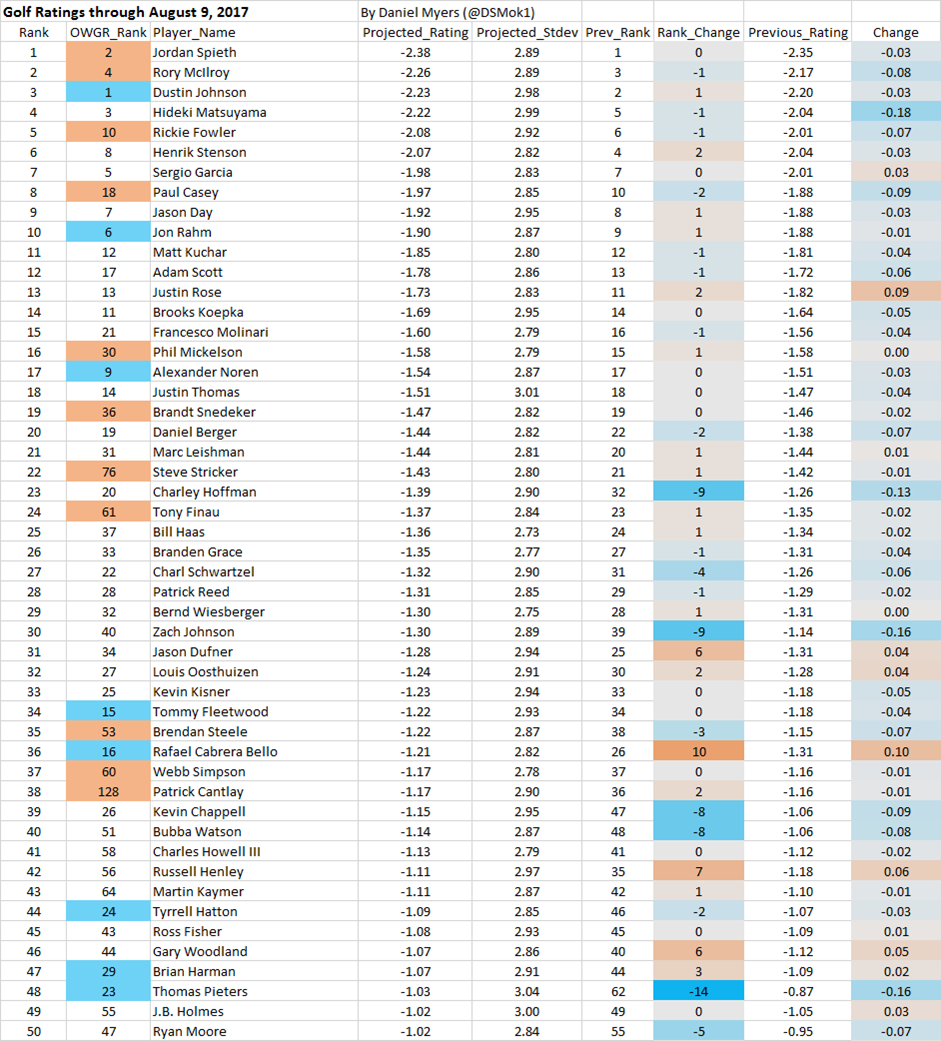 Golf Ratings through August 9, 2017 By Daniel Myers (@DSMok1)
Rank OWGR_Rank Player_Name Projected_Rating Projected_Stdev Prev_Rank Rank_Change Previous_Rating Change
1 2 Jordan Spieth -2.38 2.89 1 0 -2.35 -0.03
2 4 Rory McIlroy -2.26 2.89 3 -1 -2.17 -0.08
3 1 Dustin Johnson -2.23 2.98 2 1 -2.20 -0.03
4 3 Hideki Matsuyama -2.22 2.99 5 -1 -2.04 -0.18
5 10 Rickie Fowler -2.08 2.92 6 -1 -2.01 -0.07
6 8 Henrik Stenson -2.07 2.82 4 2 -2.04 -0.03
7 5 Sergio Garcia -1.98 2.83 7 0 -2.01 0.03
8 18 Paul Casey -1.97 2.85 10 -2 -1.88 -0.09
9 7 Jason Day -1.92 2.95 8 1 -1.88 -0.03
10 6 Jon Rahm -1.90 2.87 9 1 -1.88 -0.01
11 12 Matt Kuchar -1.85 2.80 12 -1 -1.81 -0.04
12 17 Adam Scott -1.78 2.86 13 -1 -1.72 -0.06
13 13 Justin Rose -1.73 2.83 11 2 -1.82 0.09
14 11 Brooks Koepka -1.69 2.95 14 0 -1.64 -0.05
15 21 Francesco Molinari -1.60 2.79 16 -1 -1.56 -0.04
16 30 Phil Mickelson -1.58 2.79 15 1 -1.58 0.00
17 9 Alexander Noren -1.54 2.87 17 0 -1.51 -0.03
18 14 Justin Thomas -1.51 3.01 18 0 -1.47 -0.04
19 36 Brandt Snedeker -1.47 2.82 19 0 -1.46 -0.02
20 19 Daniel Berger -1.44 2.82 22 -2 -1.38 -0.07
21 31 Marc Leishman -1.44 2.81 20 1 -1.44 0.01
22 76 Steve Stricker -1.43 2.80 21 1 -1.42 -0.01
23 20 Charley Hoffman -1.39 2.90 32 -9 -1.26 -0.13
24 61 Tony Finau -1.37 2.84 23 1 -1.35 -0.02
25 37 Bill Haas -1.36 2.73 24 1 -1.34 -0.02
26 33 Branden Grace -1.35 2.77 27 -1 -1.31 -0.04
27 22 Charl Schwartzel -1.32 2.90 31 -4 -1.26 -0.06
28 28 Patrick Reed -1.31 2.85 29 -1 -1.29 -0.02
29 32 Bernd Wiesberger -1.30 2.75 28 1 -1.31 0.00
30 40 Zach Johnson -1.30 2.89 39 -9 -1.14 -0.16
31 34 Jason Dufner -1.28 2.94 25 6 -1.31 0.04
32 27 Louis Oosthuizen -1.24 2.91 30 2 -1.28 0.04
33 25 Kevin Kisner -1.23 2.94 33 0 -1.18 -0.05
34 15 Tommy Fleetwood -1.22 2.93 34 0 -1.18 -0.04
35 53 Brendan Steele -1.22 2.87 38 -3 -1.15 -0.07
36 16 Rafael Cabrera Bello -1.21 2.82 26 10 -1.31 0.10
37 60 Webb Simpson -1.17 2.78 37 0 -1.16 -0.01
38 128 Patrick Cantlay -1.17 2.90 36 2 -1.16 -0.01
39 26 Kevin Chappell -1.15 2.95 47 -8 -1.06 -0.09
40 51 Bubba Watson -1.14 2.87 48 -8 -1.06 -0.08
41 58 Charles Howell III -1.13 2.79 41 0 -1.12 -0.02
42 56 Russell Henley -1.11 2.97 35 7 -1.18 0.06
43 64 Martin Kaymer -1.11 2.87 42 1 -1.10 -0.01
44 24 Tyrrell Hatton -1.09 2.85 46 -2 -1.07 -0.03
45 43 Ross Fisher -1.08 2.93 45 0 -1.09 0.01
46 44 Gary Woodland -1.07 2.86 40 6 -1.12 0.05
47 29 Brian Harman -1.07 2.91 44 3 -1.09 0.02
48 23 Thomas Pieters -1.03 3.04 62 -14 -0.87 -0.16
49 55 J.B. Holmes -1.02 3.00 49 0 -1.05 0.03
50 47 Ryan Moore -1.02 2.84 55 -5 -0.95 -0.07